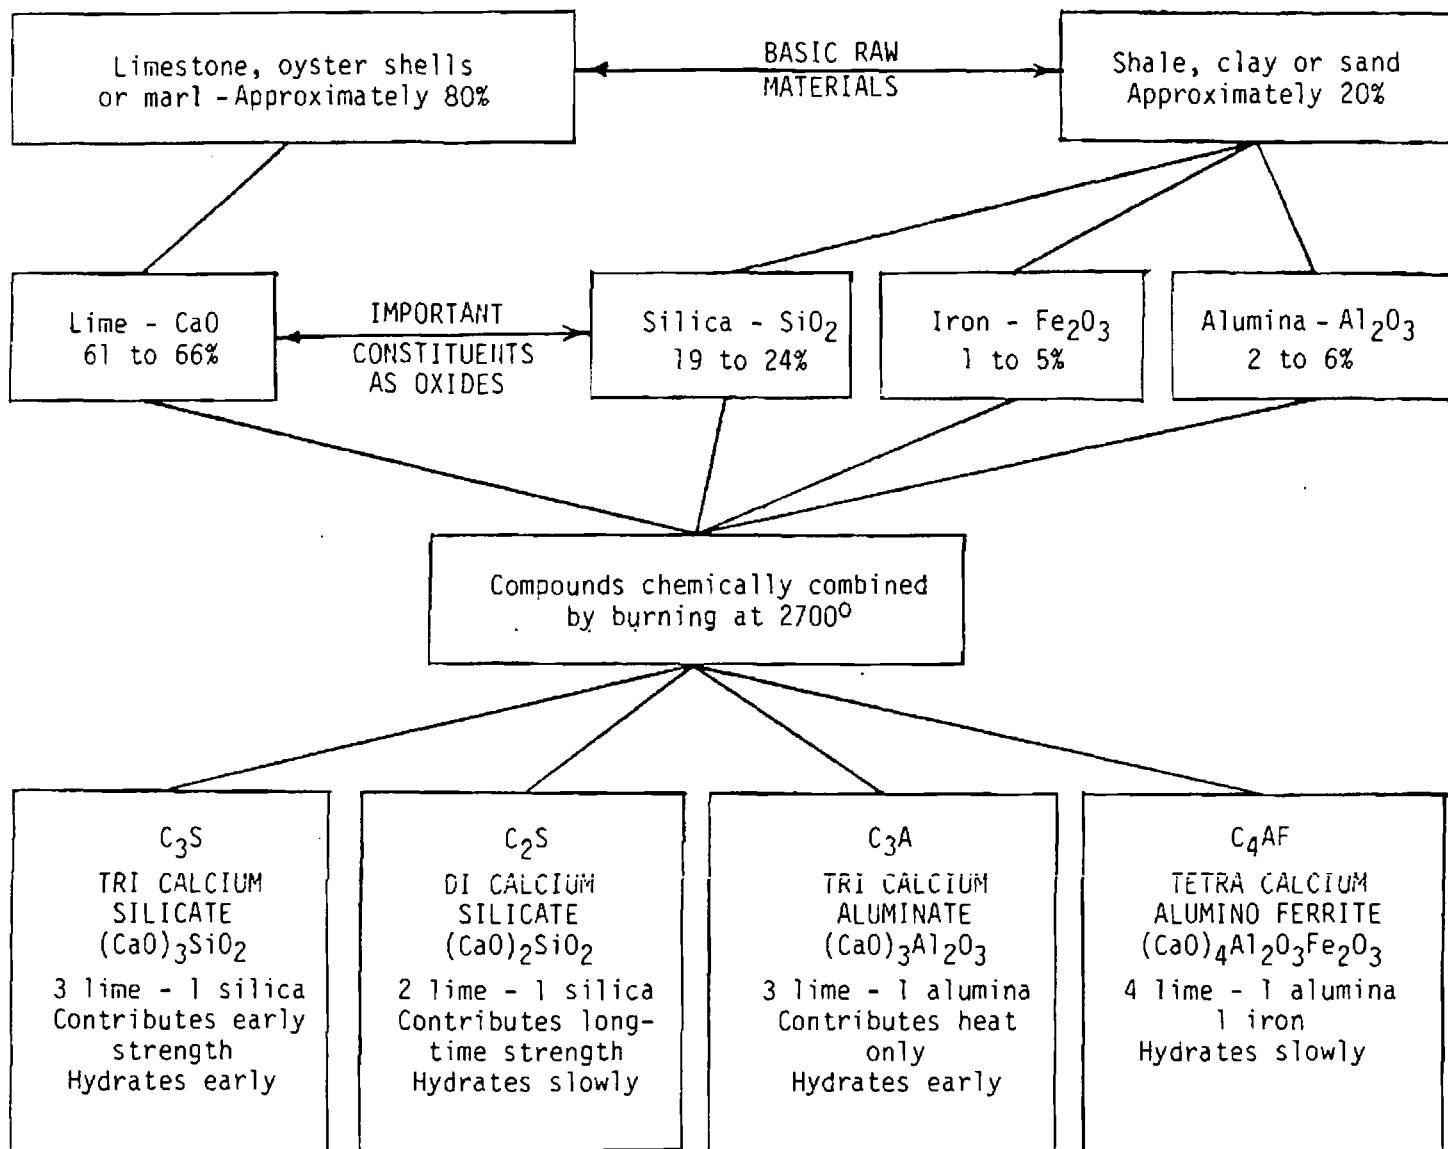 Limestone, oyster shells
or marl - Approximately 80%
BASIC RAW
MATERIALS
Shale, clay or sand
Approximately 20%
Lime - CaO
61 to 66%
IMPORTANT
CONSTITUENTS
AS OXIDES
Silica - SiO₂
19 to 24%
Iron - Fe₂O₃
1 to 5%
Alumina - Al₂O₃
2 to 6%
Compounds chemically combined
by burning at 2700⁰
C₃S
TRI CALCIUM
SILICATE
(CaO)₃SiO₂
3 lime - 1 silica
Contributes early
strength
Hydrates early
C₂S
DI CALCIUM
SILICATE
(CaO)₂SiO₂
2 lime - 1 silica
Contributes long-
time strength
Hydrates slowly
C₃A
TRI CALCIUM
ALUMINATE
(CaO)₃Al₂O₃
3 lime - 1 alumina
Contributes heat
only
Hydrates early
C₄AF
TETRA CALCIUM
ALUMINO FERRITE
(CaO)₄Al₂O₃Fe₂O₃
4 lime - 1 alumina
1 iron
Hydrates slowly